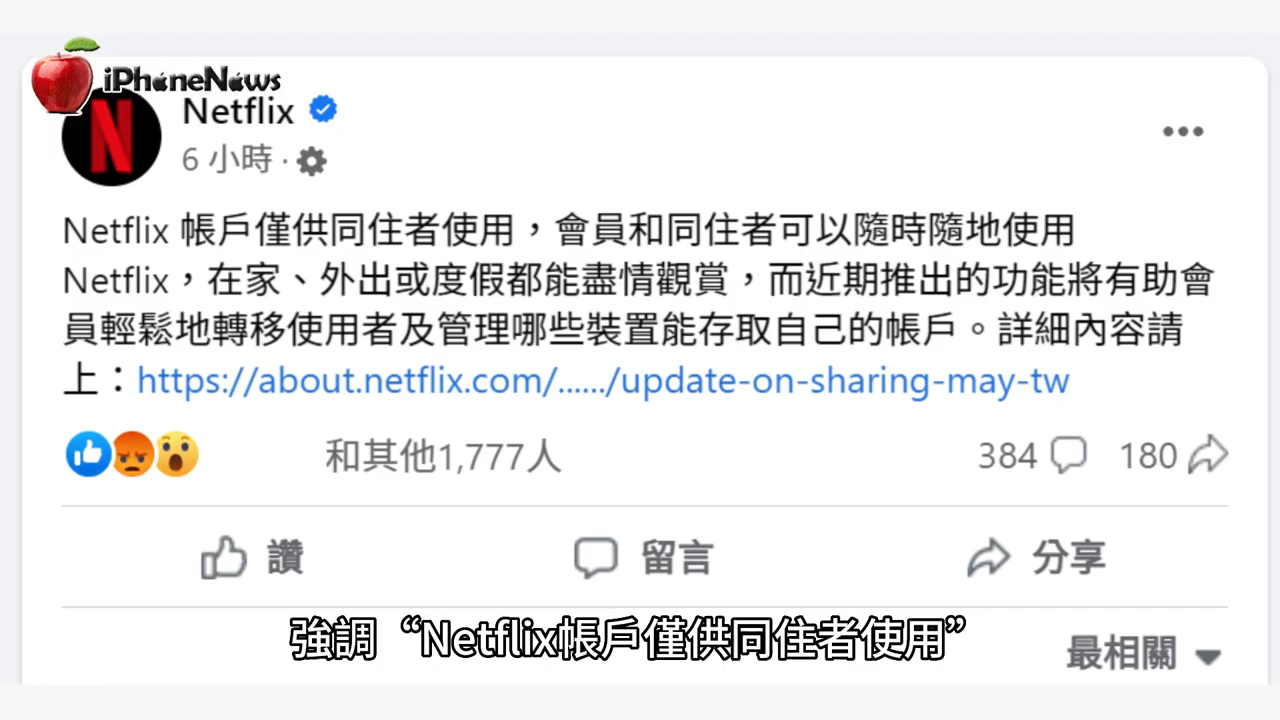 iPhoneNews
Netflix
6 小時 ·
Netflix 帳戶僅供同住者使用，會員和同住者可以隨時隨地使用
Netflix，在家、外出或度假都能盡情觀賞，而近期推出的功能將有助會
員輕鬆地轉移使用者及管理哪些裝置能存取自己的帳戶。詳細內容請
上：https://about.netflix.com/....../update-on-sharing-may-tw
和其他1,777人
384
180
讚
留言
分享
強調“Netflix帳戶僅供同住者使用”
最相關